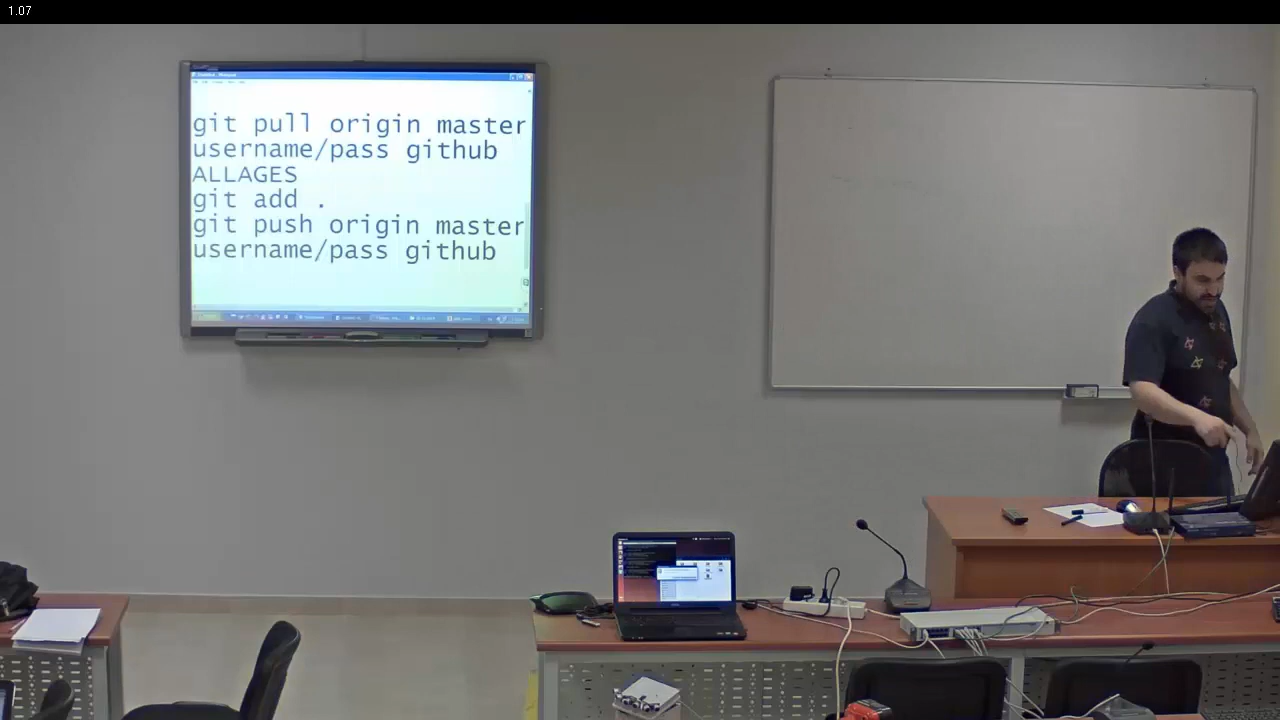 1.07
git pull origin master
username/pass github
ALLAGES
git add .
git push origin master
username/pass github